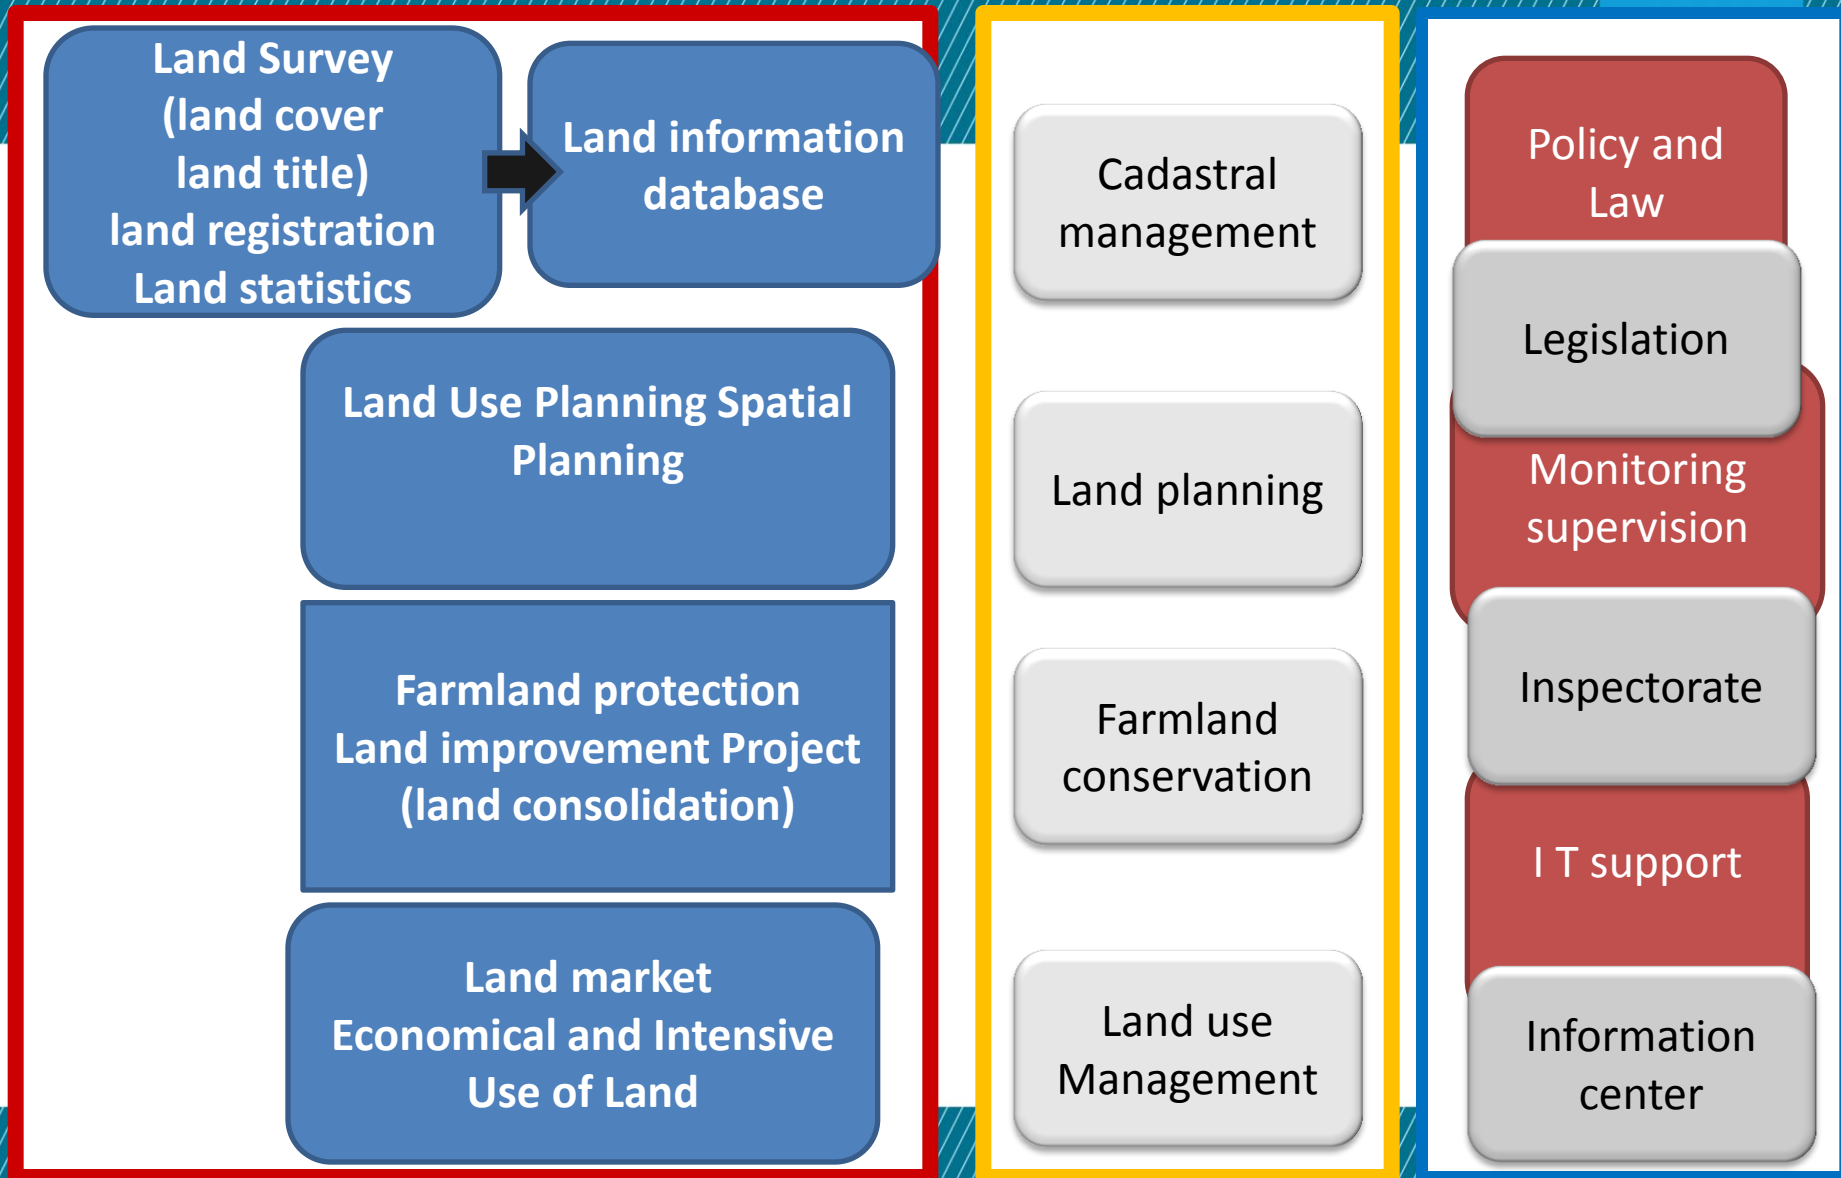 Land Survey
(land cover
land title)
land registration
Land statistics
Land information
database
Land Use Planning Spatial
Planning
Farmland protection
Land improvement Project
(land consolidation)
Land market
Economical and Intensive
Use of Land
Cadastral
management
Land planning
Farmland
conservation
Land use
Management
Policy and
Law
Legislation
Monitoring
supervision
Inspectorate
I T support
Information
center